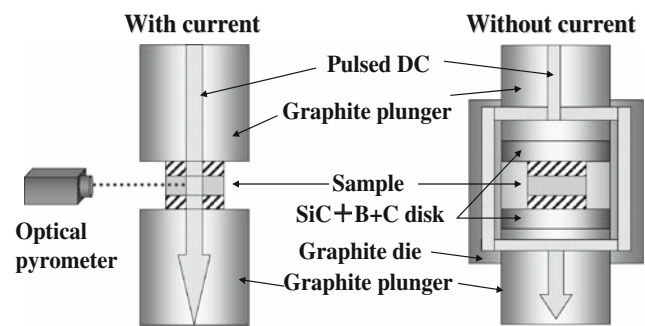 With current
Without current
Pulsed DC
Graphite plunger
Sample
SiC+B+C disk
Optical
pyrometer
Graphite die
Graphite plunger